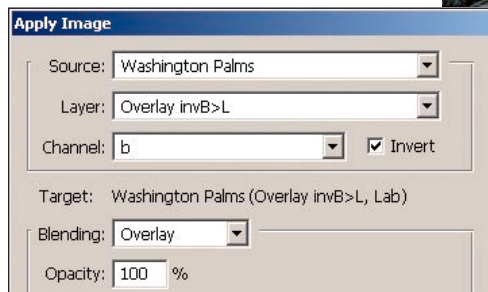 Apply Image
Source: Washington Palms
Layer: Overlay invB>L
Channel: b Invert
Target: Washington Palms (Overlay invB>L, Lab)
Blending: Overlay
Opacity: 100 %